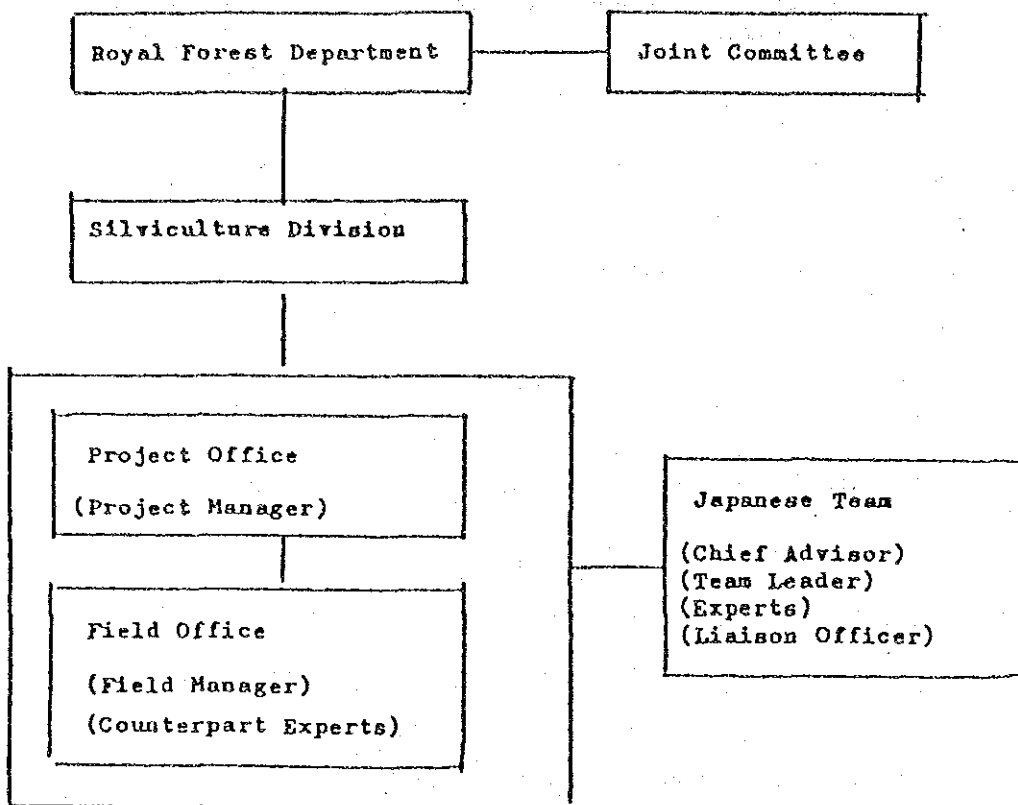 Royal Forest Department
Joint Committee
Silviculture Division
Project Office
(Project Manager)
Japanese Team
(Chief Advisor)
(Team Leader)
(Experts)
(Liaison Officer)
Field Office
(Field Manager)
(Counterpart Experts)